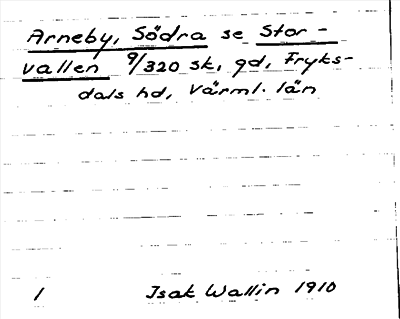 Arneby, Södra se Stor-
vallen 9/320 sk, gd, Fryks-
dals hd, Värml. län
1 Isak Wallin 1910